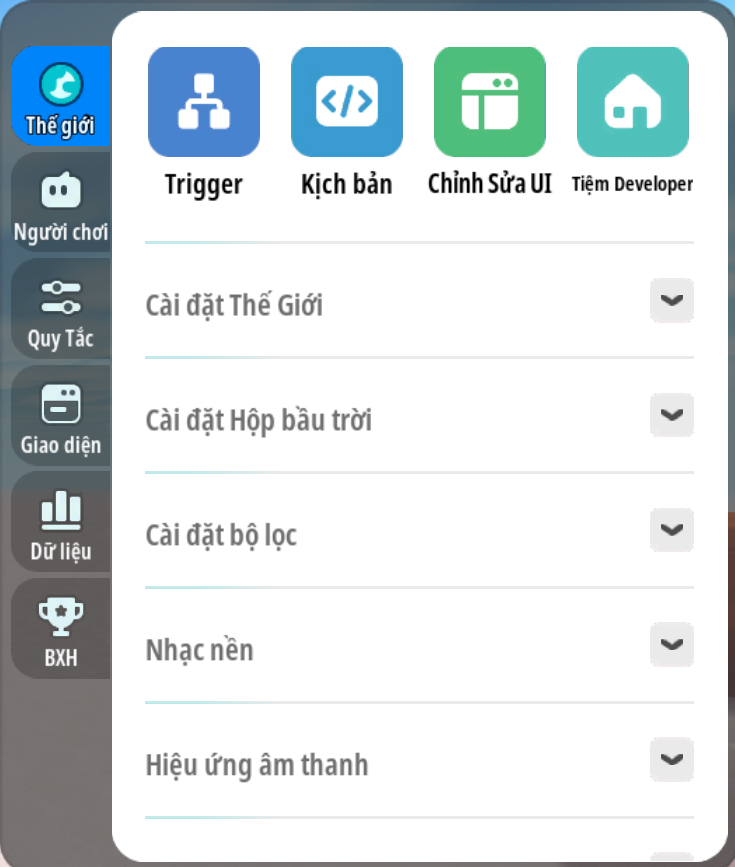 Thế giới
Người chơi
Quy Tắc
Giao diện
Dữ liệu
BXH
Trigger
Kịch bản
Chỉnh Sửa UI
Tiệm Developer
Cài đặt Thế Giới
Cài đặt Hộp bầu trời
Cài đặt bộ lọc
Nhạc nền
Hiệu ứng âm thanh